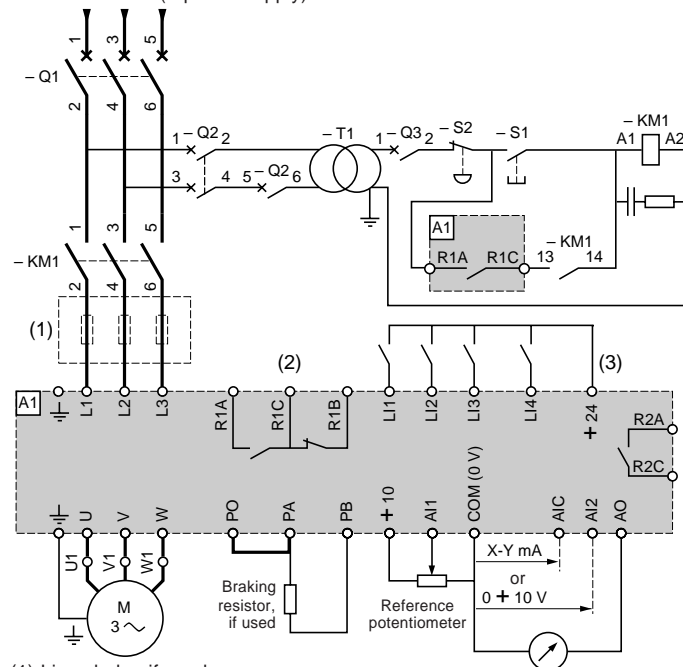 1 3 5
– Q1
2 4 6
1 – Q2 2
3 4 5 – Q2 6
– T1
1 – Q3 2
– S2
– S1
– KM1
A1 A2
A1
R1A R1C
13 – KM1 14
1 3 5
– KM1
2 4 6
(1)
(2)
(3)
A1
L1 L2 L3
R1A R1C R1B
LI1 LI2 LI3 LI4 + 24
R2A
R2C
U V W
PO PA PB
+ 10 AI1 COM (0 V) AIC AI2 AO
U1 V1 W1
M
3
Braking
resistor,
if used
Reference
potentiometer
X-Y mA
or
0 + 10 V